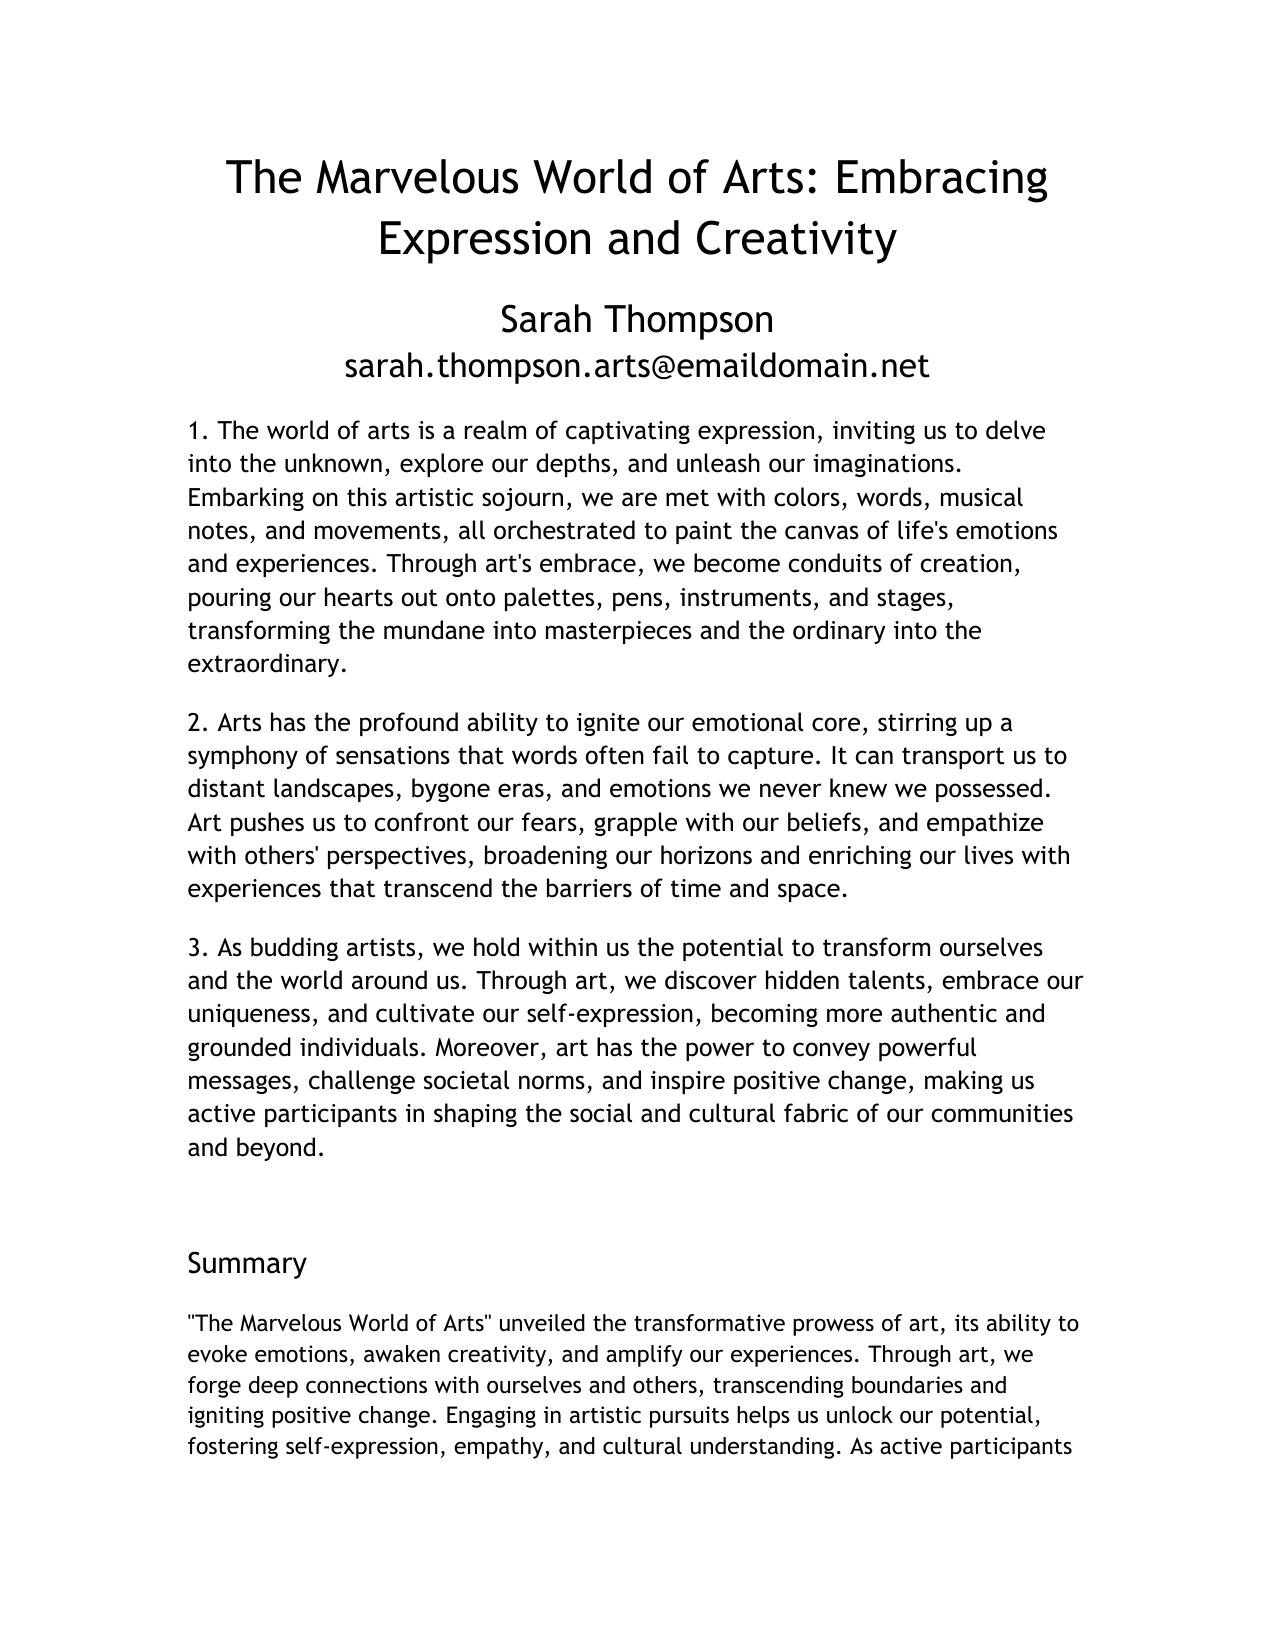 The Marvelous World of Arts: Embracing
Expression and Creativity
Sarah Thompson
sarah.thompson.arts@emaildomain.net
1. The world of arts is a realm of captivating expression, inviting us to delve
into the unknown, explore our depths, and unleash our imaginations.
Embarking on this artistic sojourn, we are met with colors, words, musical
notes, and movements, all orchestrated to paint the canvas of life's emotions
and experiences. Through art's embrace, we become conduits of creation,
pouring our hearts out onto palettes, pens, instruments, and stages,
transforming the mundane into masterpieces and the ordinary into the
extraordinary.
2. Arts has the profound ability to ignite our emotional core, stirring up a
symphony of sensations that words often fail to capture. It can transport us to
distant landscapes, bygone eras, and emotions we never knew we possessed.
Art pushes us to confront our fears, grapple with our beliefs, and empathize
with others' perspectives, broadening our horizons and enriching our lives with
experiences that transcend the barriers of time and space.
3. As budding artists, we hold within us the potential to transform ourselves
and the world around us. Through art, we discover hidden talents, embrace our
uniqueness, and cultivate our self-expression, becoming more authentic and
grounded individuals. Moreover, art has the power to convey powerful
messages, challenge societal norms, and inspire positive change, making us
active participants in shaping the social and cultural fabric of our communities
and beyond.
Summary
"The Marvelous World of Arts" unveiled the transformative prowess of art, its ability to
evoke emotions, awaken creativity, and amplify our experiences. Through art, we
forge deep connections with ourselves and others, transcending boundaries and
igniting positive change. Engaging in artistic pursuits helps us unlock our potential,
fostering self-expression, empathy, and cultural understanding. As active participants